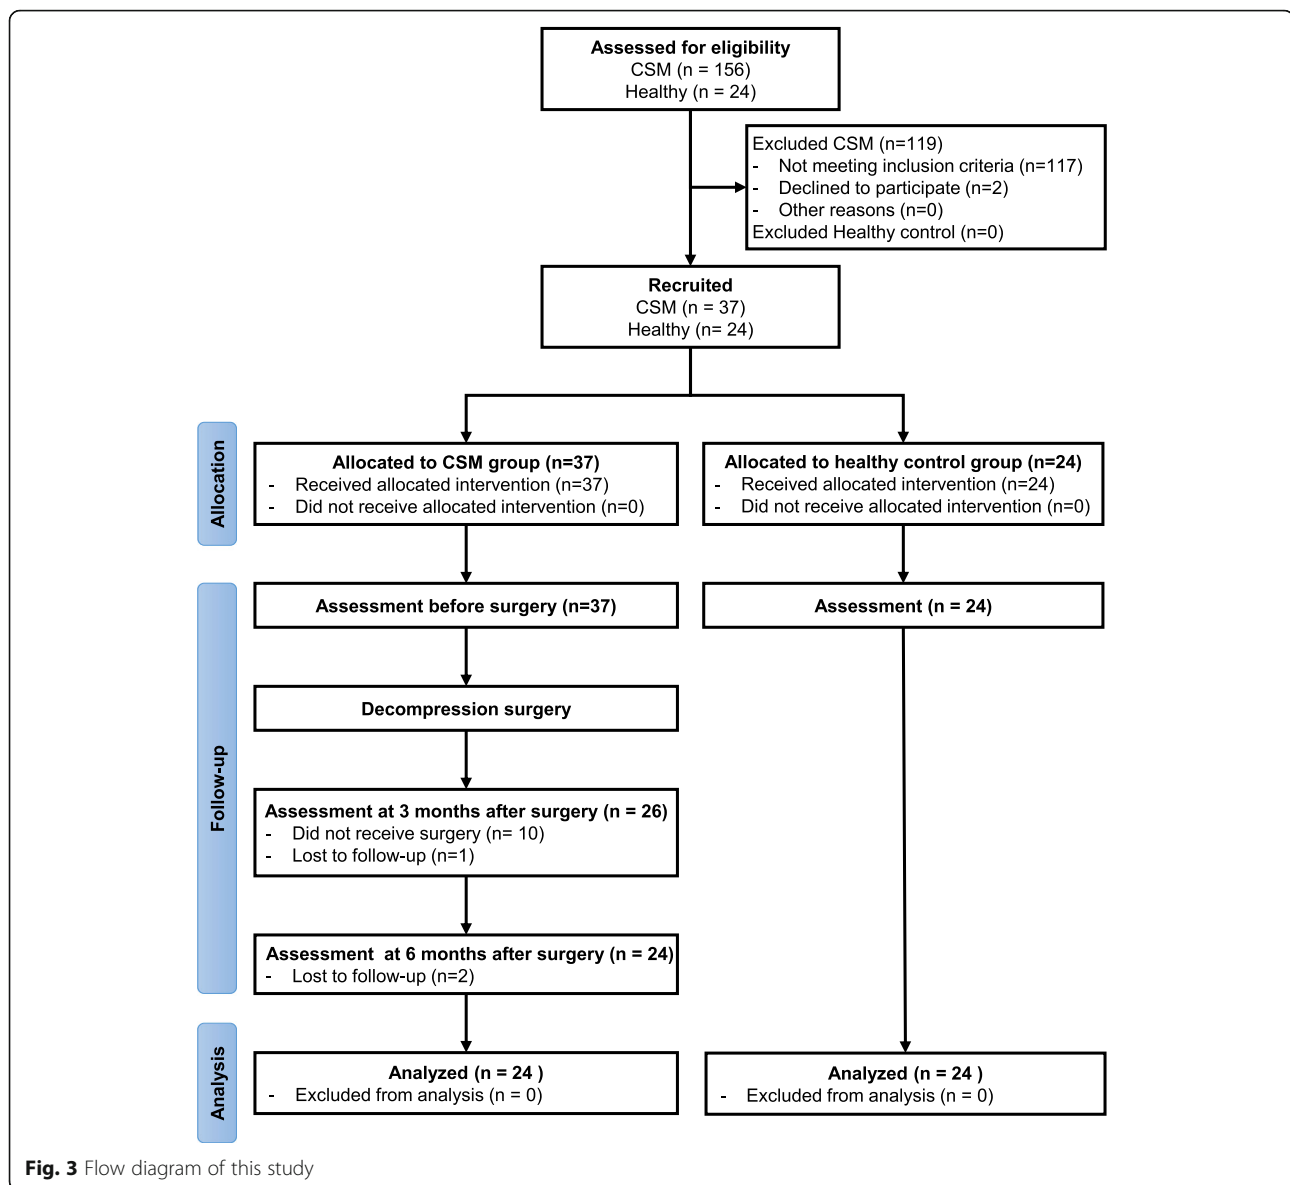 Assessed for eligibility
CSM (n = 156)
Healthy (n = 24)
Excluded CSM (n=119)
- Not meeting inclusion criteria (n=117)
- Declined to participate (n=2)
- Other reasons (n=0)
Excluded Healthy control (n=0)
Recruited
CSM (n = 37)
Healthy (n= 24)
Allocation
Allocated to CSM group (n=37)
- Received allocated intervention (n=37)
- Did not receive allocated intervention (n=0)
Allocated to healthy control group (n=24)
- Received allocated intervention (n=24)
- Did not receive allocated intervention (n=0)
Follow-up
Assessment before surgery (n=37)
Assessment (n = 24)
Decompression surgery
Assessment at 3 months after surgery (n = 26)
- Did not receive surgery (n= 10)
- Lost to follow-up (n=1)
Assessment at 6 months after surgery (n = 24)
- Lost to follow-up (n=2)
Analysis
Analyzed (n = 24 )
- Excluded from analysis (n = 0)
Analyzed (n = 24 )
- Excluded from analysis (n = 0)
Fig. 3 Flow diagram of this study